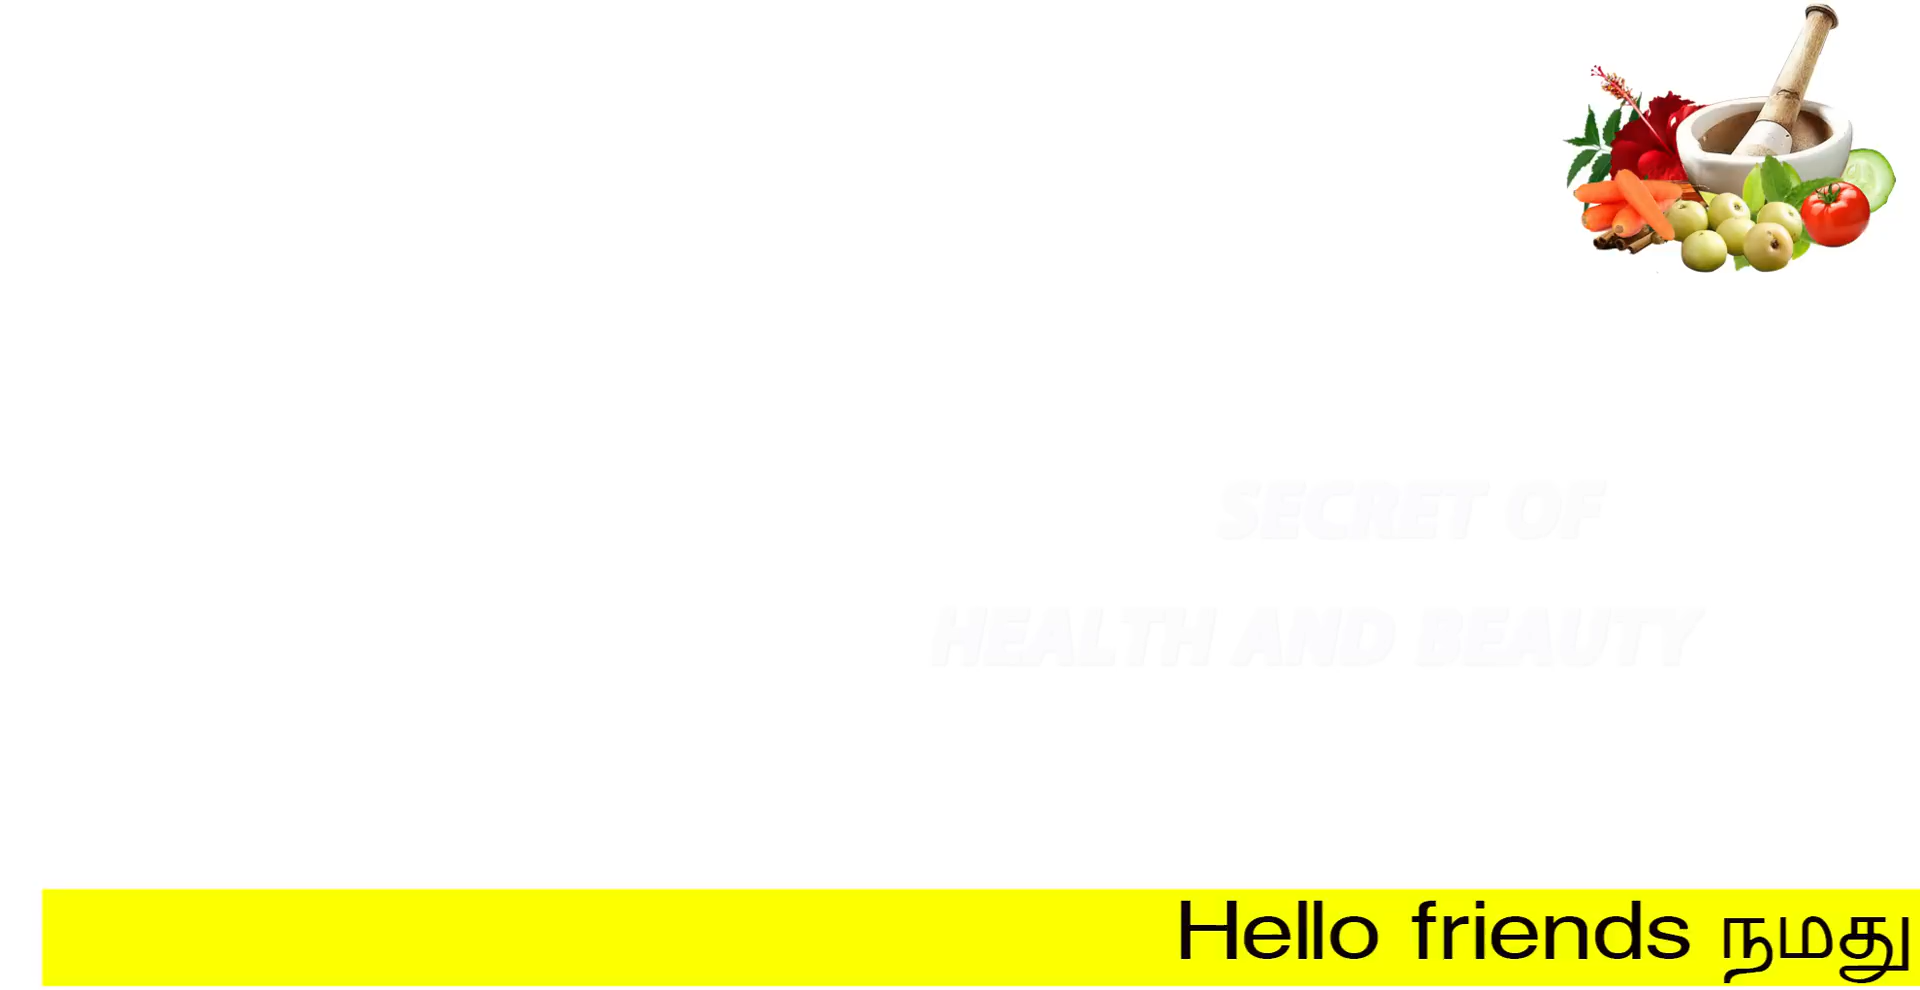 SECRET OF
HEALTH AND BEAUTY
Hello friends நமது